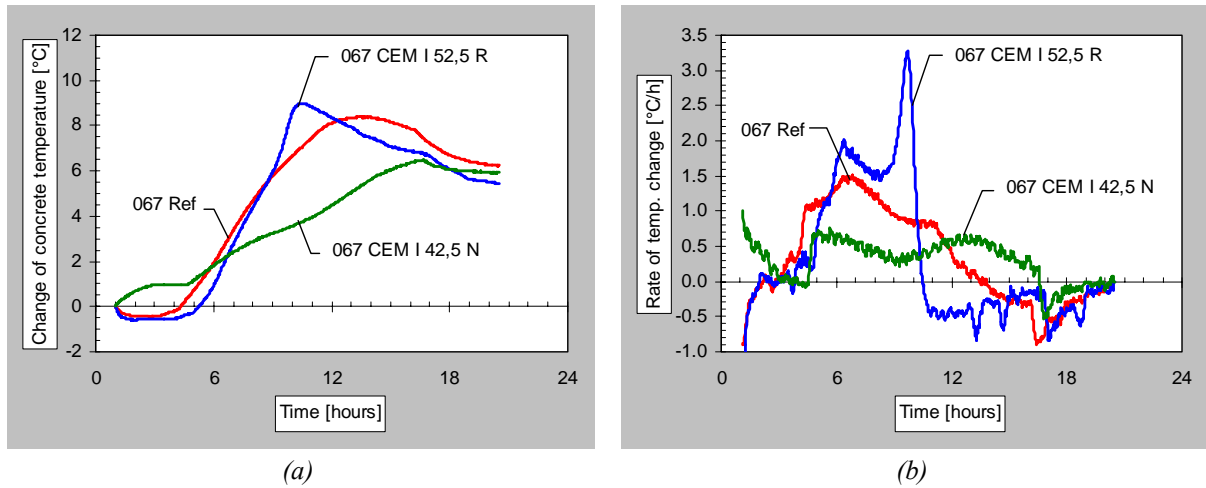 Change of concrete temperature [°C]
12
10
8
6
4
2
0
-2
0
6
12
18
24
067 CEM I 52,5 R
067 Ref
067 CEM I 42,5 N
Time [hours]
(a)
Rate of temp. change [°C/h]
3.5
3.0
2.5
2.0
1.5
1.0
0.5
0.0
-0.5
-1.0
0
6
12
18
24
067 CEM I 52,5 R
067 Ref
067 CEM I 42,5 N
Time [hours]
(b)